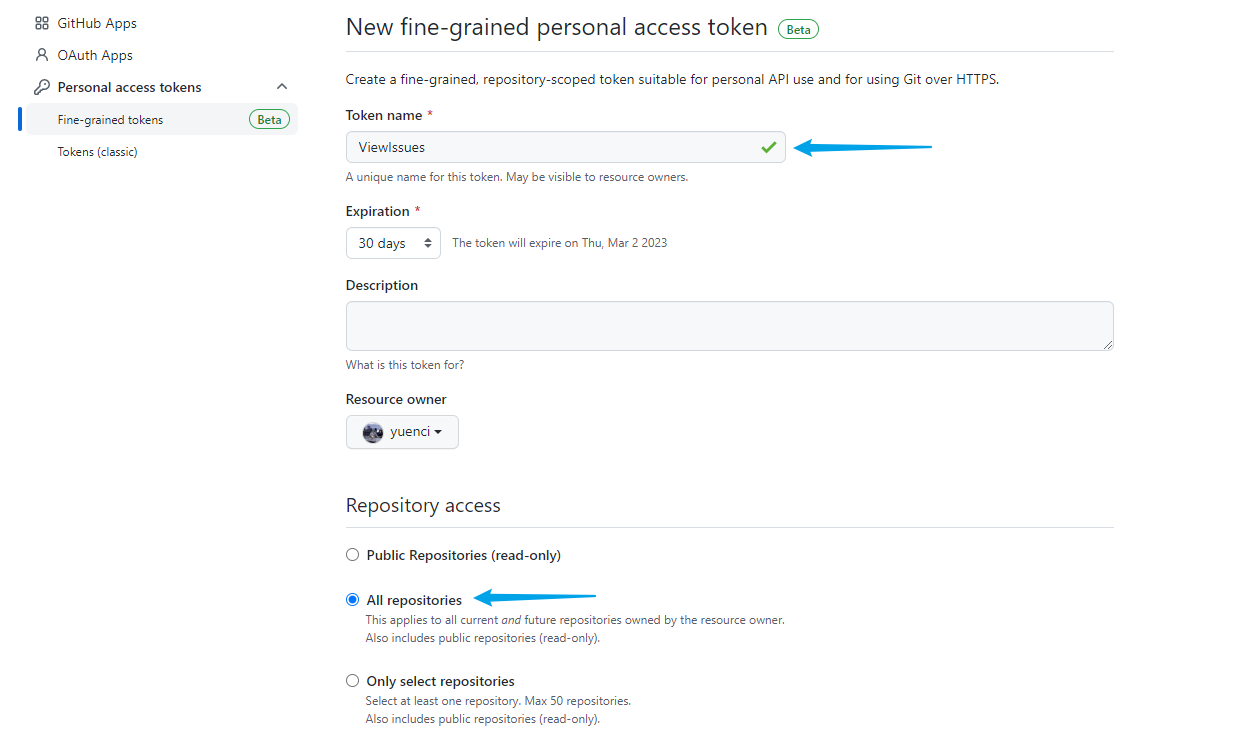 GitHub Apps
OAuth Apps
Personal access tokens
Fine-grained tokens Beta
Tokens (classic)
New fine-grained personal access token Beta
Create a fine-grained, repository-scoped token suitable for personal API use and for using Git over HTTPS.
Token name *
ViewIssues
A unique name for this token. May be visible to resource owners.
Expiration *
30 days The token will expire on Thu, Mar 2 2023
Description
What is this token for?
Resource owner
yuenci
Repository access
Public Repositories (read-only)
All repositories
This applies to all current and future repositories owned by the resource owner.
Also includes public repositories (read-only).
Only select repositories
Select at least one repository. Max 50 repositories.
Also includes public repositories (read-only).